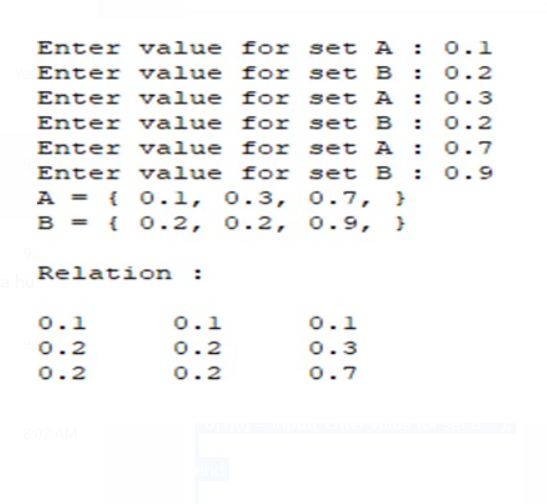 Enter value for set A : 0.1
Enter value for set B : 0.2
Enter value for set A : 0.3
Enter value for set B : 0.2
Enter value for set A : 0.7
Enter value for set B : 0.9
A = { 0.1, 0.3, 0.7, }
B = { 0.2, 0.2, 0.9, }
Relation :
0.1 0.1 0.1
0.2 0.2 0.3
0.2 0.2 0.7